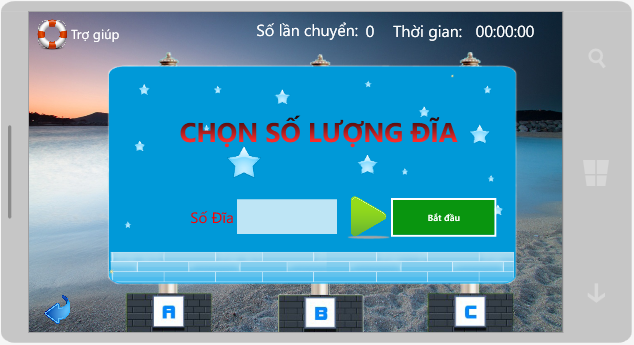 Trợ giúp Số lần chuyển: 0 Thời gian: 00:00:00
CHỌN SỐ LƯỢNG ĐĨA
Số Đĩa Bắt đầu
A B C